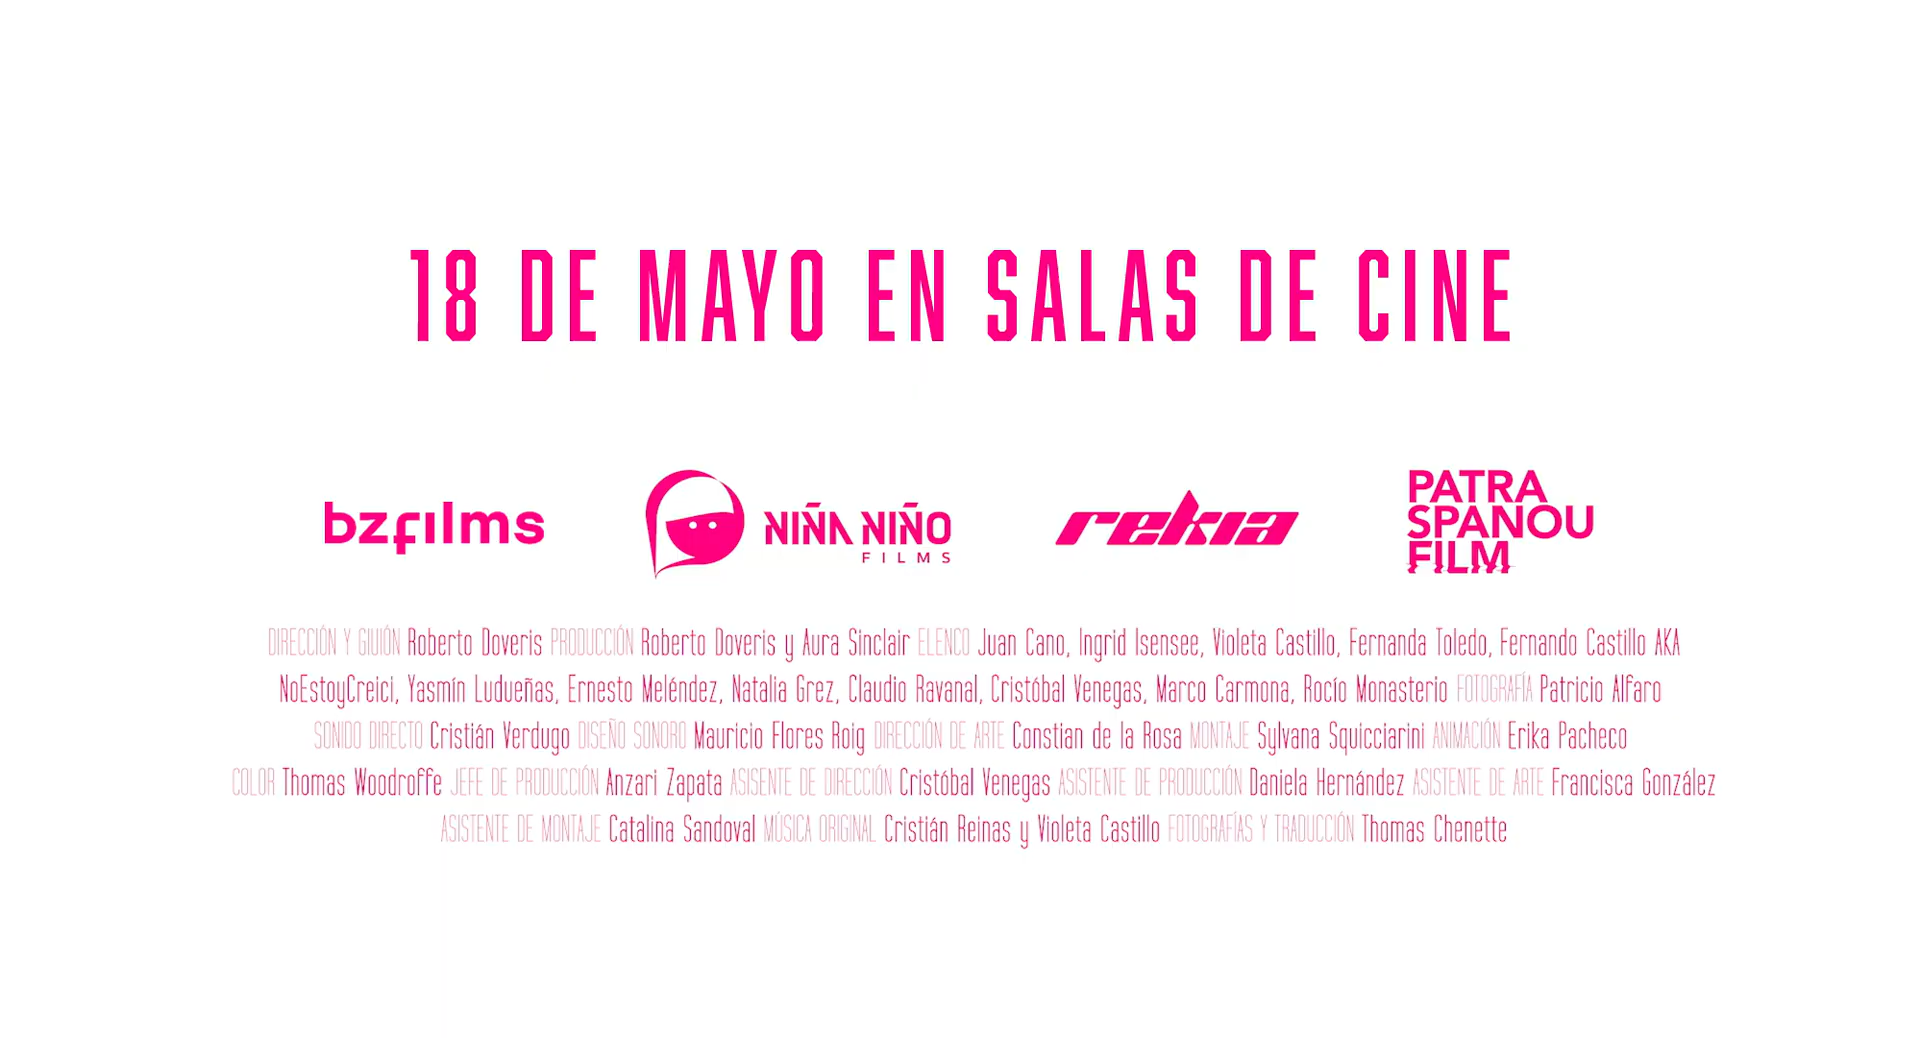 18 DE MAYO EN SALAS DE CINE
bzfilms
NIÑA NIÑO
FILMS
rekia
PATRA
SPANOU
FILM
DIRECCIÓN Y GIUIÓN Roberto Doveris PRODUCCIÓN Roberto Doveris y Aura Sinclair ELENCO Juan Cano, Ingrid Isensee, Violeta Castillo, Fernanda Toledo, Fernando Castillo AKA
NoEstoyCreici, Yasmín Ludueñas, Ernesto Meléndez, Natalia Grez, Claudio Ravanal, Cristóbal Venegas, Marco Carmona, Rocío Monasterio FOTOGRAFÍA Patricio Alfaro
SONIDO DIRECTO Cristián Verdugo DISEÑO SONORO Mauricio Flores Roig DIRECCIÓN DE ARTE Constian de la Rosa MONTAJE Sylvana Squicciarini ANIMACIÓN Erika Pacheco
COLOR Thomas Woodroffe JEFE DE PRODUCCIÓN Anzari Zapata ASISENTE DE DIRECCIÓN Cristóbal Venegas ASISTENTE DE PRODUCCIÓN Daniela Hernández ASISTENTE DE ARTE Francisca González
ASISTENTE DE MONTAJE Catalina Sandoval MÚSICA ORIGINAL Cristián Reinas y Violeta Castillo FOTOGRAFÍAS Y TRADUCCIÓN Thomas Chenette